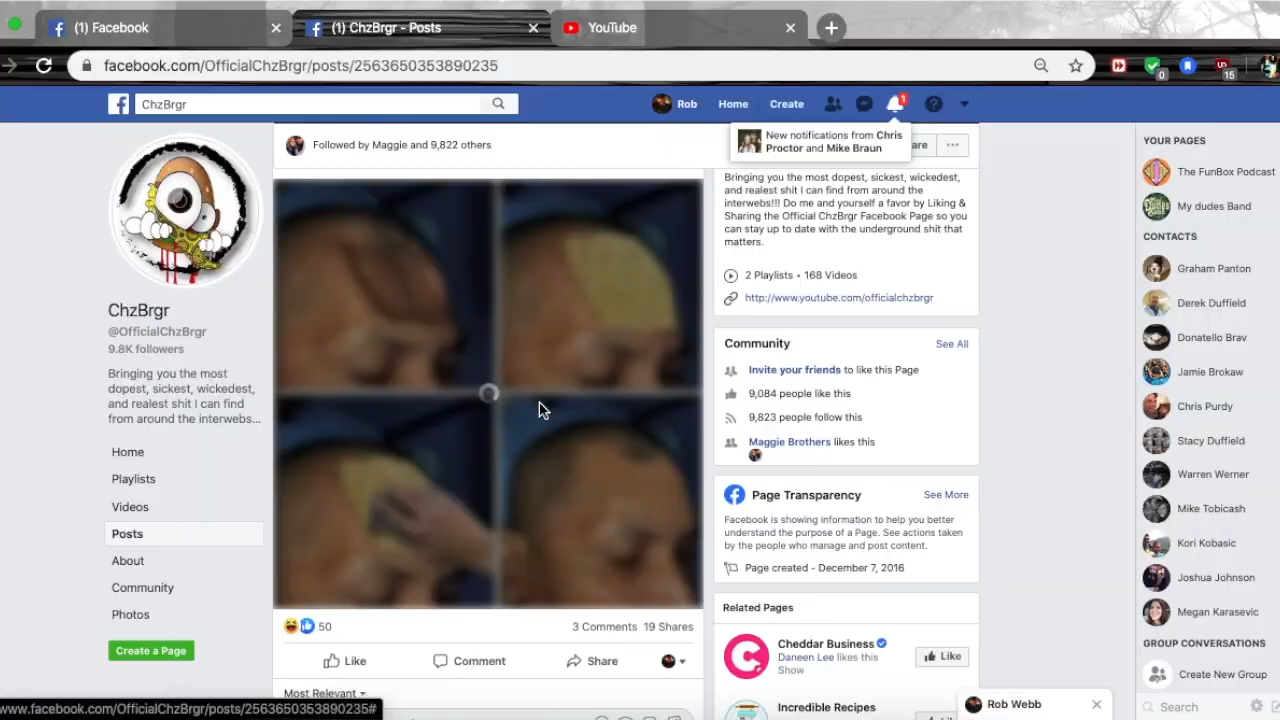 (1) Facebook
(1) ChzBrgr - Posts
YouTube
facebook.com/OfficialChzBrgr/posts/2563650353890235
0
15
ChzBrgr
Rob
Home
Create
1
Followed by Maggie and 9,822 others
New notifications from Chris
Proctor and Mike Braun
are
ChzBrgr
@OfficialChzBrgr
9.8K followers
Bringing you the most
dopest, sickest, wickedest,
and realest shit I can find
from around the interwebs...
Home
Playlists
Videos
Posts
About
Community
Photos
Create a Page
50
3 Comments
19 Shares
Like
Comment
Share
Most Relevant
Bringing you the most dopest, sickest, wickedest,
and realest shit I can find from around the
interwebs!!! Do me and yourself a favor by Liking &
Sharing the Official ChzBrgr Facebook Page so you
can stay up to date with the underground shit that
matters.
2 Playlists • 168 Videos
http://www.youtube.com/officialchzbrgr
Community
See All
Invite your friends to like this Page
9,084 people like this
9,823 people follow this
Maggie Brothers likes this
Page Transparency
See More
Facebook is showing information to help you better
understand the purpose of a Page. See actions taken
by the people who manage and post content.
Page created - December 7, 2016
Related Pages
Cheddar Business
Daneen Lee likes this
Show
Like
Incredible Recipes
YOUR PAGES
The FunBox Podcast
My dudes Band
CONTACTS
Graham Panton
Derek Duffield
Donatello Brav
Jamie Brokaw
Chris Purdy
Stacy Duffield
Warren Werner
Mike Tobicash
Kori Kobasic
Joshua Johnson
Megan Karasevic
GROUP CONVERSATIONS
Create New Group
Search
Rob Webb
www.facebook.com/OfficialChzBrgr/posts/2563650353890235#